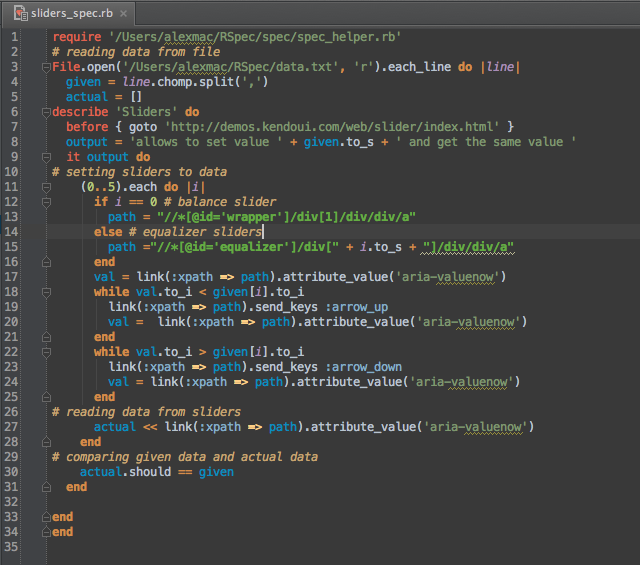 sliders_spec.rb ×
1 require '/Users/alexmac/RSpec/spec/spec_helper.rb'
2 # reading data from file
3 File.open('/Users/alexmac/RSpec/data.txt', 'r').each_line do |line|
4 given = line.chomp.split(',')
5 actual = []
6 describe 'Sliders' do
7 before { goto 'http://demos.kendoui.com/web/slider/index.html' }
8 output = 'allows to set value ' + given.to_s + ' and get the same value '
9 it output do
10 # setting sliders to data
11 (0..5).each do |i|
12 if i == 0 # balance slider
13 path = "//*[@id='wrapper']/div[1]/div/div/a"
14 else # equalizer sliders
15 path ="//*[@id='equalizer']/div[" + i.to_s + "]/div/div/a"
16 end
17 val = link(:xpath => path).attribute_value('aria-valuenow')
18 while val.to_i < given[i].to_i
19 link(:xpath => path).send_keys :arrow_up
20 val =  link(:xpath => path).attribute_value('aria-valuenow')
21 end
22 while val.to_i > given[i].to_i
23 link(:xpath => path).send_keys :arrow_down
24 val = link(:xpath => path).attribute_value('aria-valuenow')
25 end
26 # reading data from sliders
27 actual << link(:xpath => path).attribute_value('aria-valuenow')
28 end
29 # comparing given data and actual data
30 actual.should == given
31 end
32
33 end
34 end
35